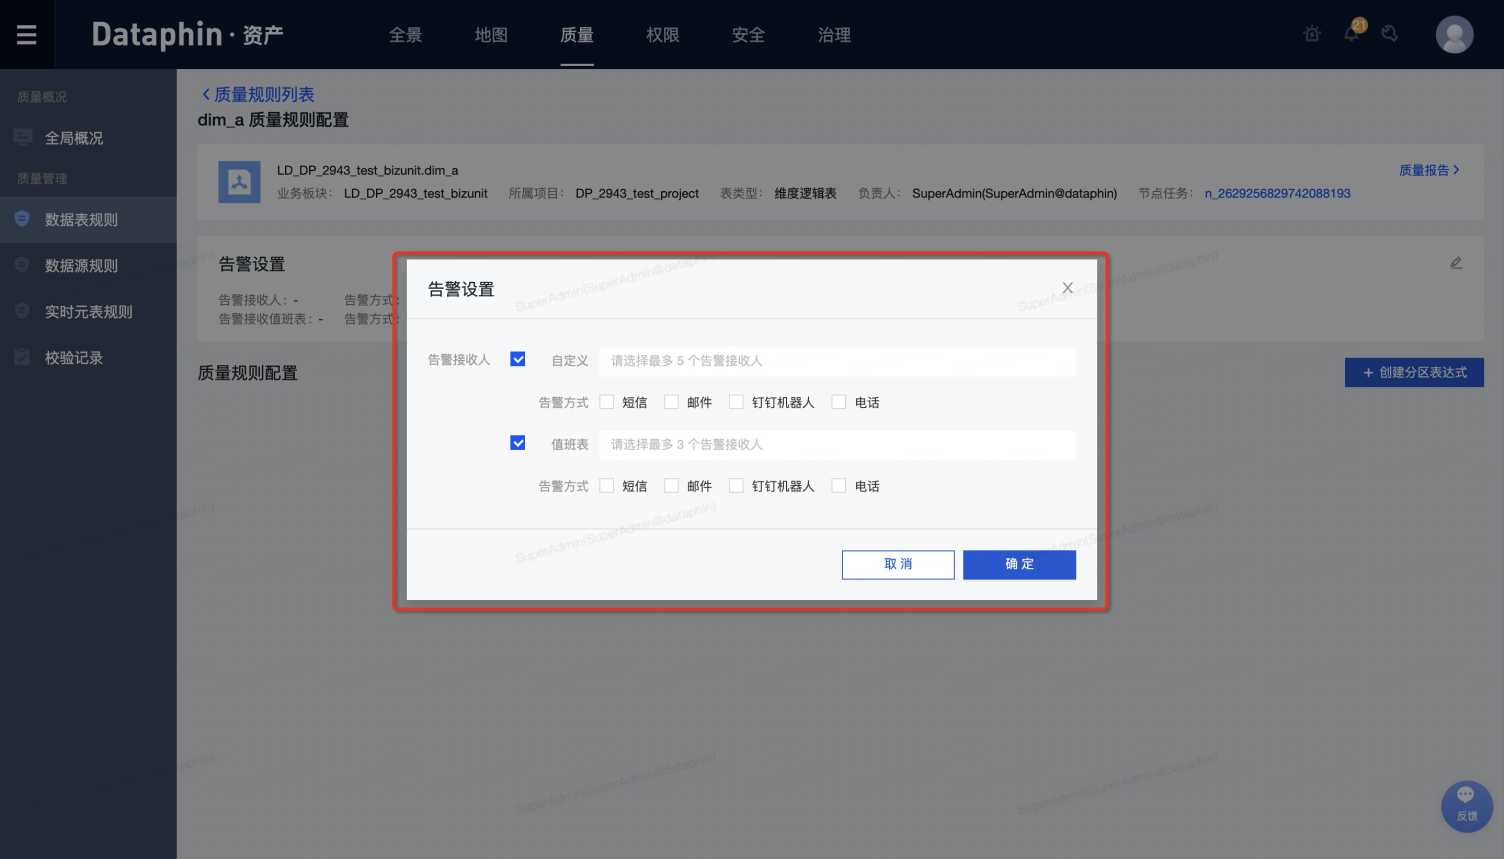 Dataphin · 资产
全景 地图 质量 权限 安全 治理
21
质量概况
全局概况
质量管理
数据表规则
数据源规则
实时元表规则
校验记录
质量规则列表
dim_a 质量规则配置
LD_DP_2943_test_bizunit.dim_a
质量报告
业务板块： LD_DP_2943_test_bizunit 所属项目： DP_2943_test_project 表类型： 维度逻辑表 负责人： SuperAdmin(SuperAdmin@dataphin) 节点任务： n_2629256829742088193
告警设置
告警接收人：- 告警方式：
告警接收值班表：- 告警方式：
质量规则配置
+ 创建分区表达式
告警设置
告警接收人 自定义 请选择最多 5 个告警接收人
告警方式 短信 邮件 钉钉机器人 电话
值班表 请选择最多 3 个告警接收人
告警方式 短信 邮件 钉钉机器人 电话
取 消 确 定
SuperAdmin(SuperAdmin@dataphin)
反馈